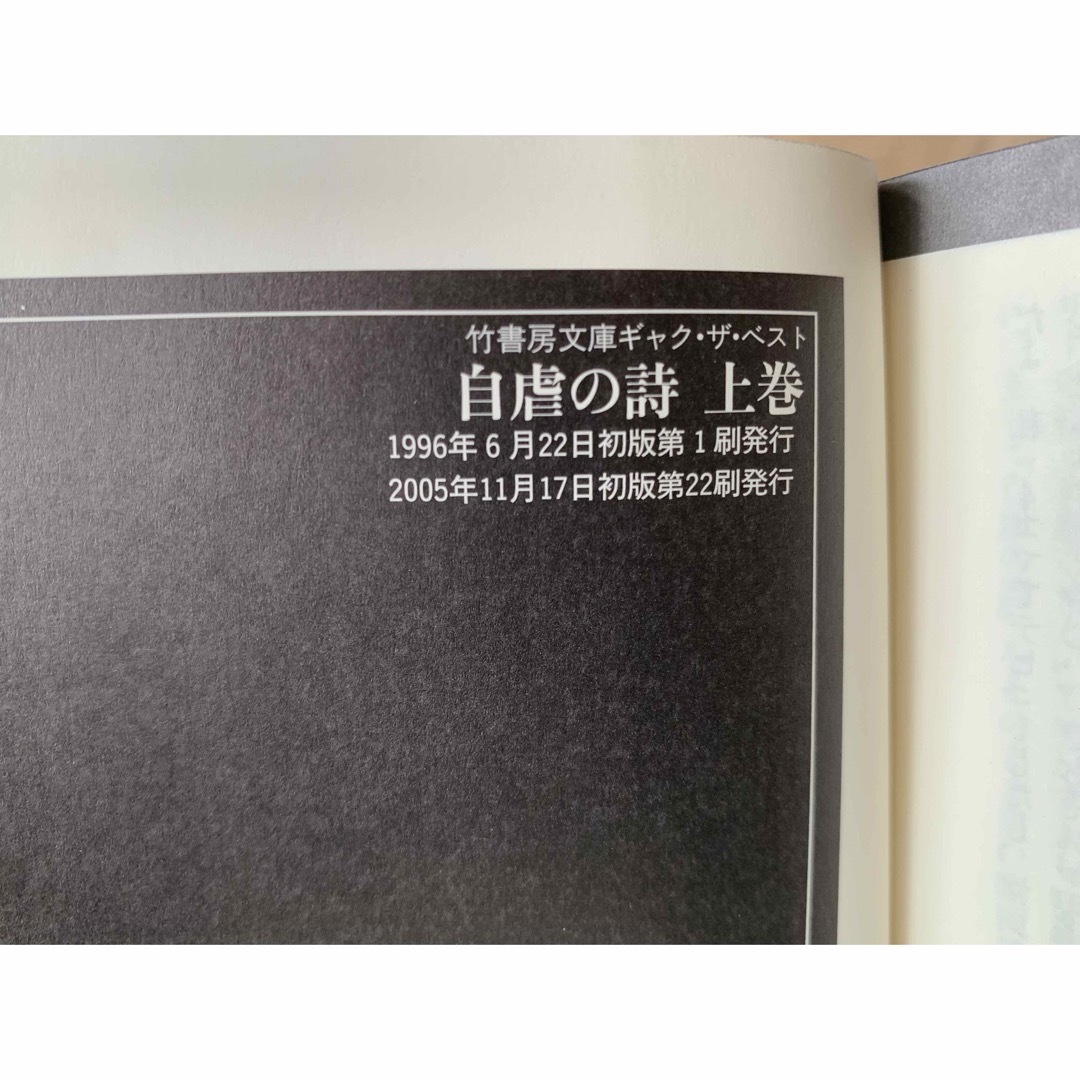 竹書房文庫ギャク・ザ・ベスト
自虐の詩 上巻
1996年6月22日初版第1刷発行
2005年11月17日初版第22刷発行